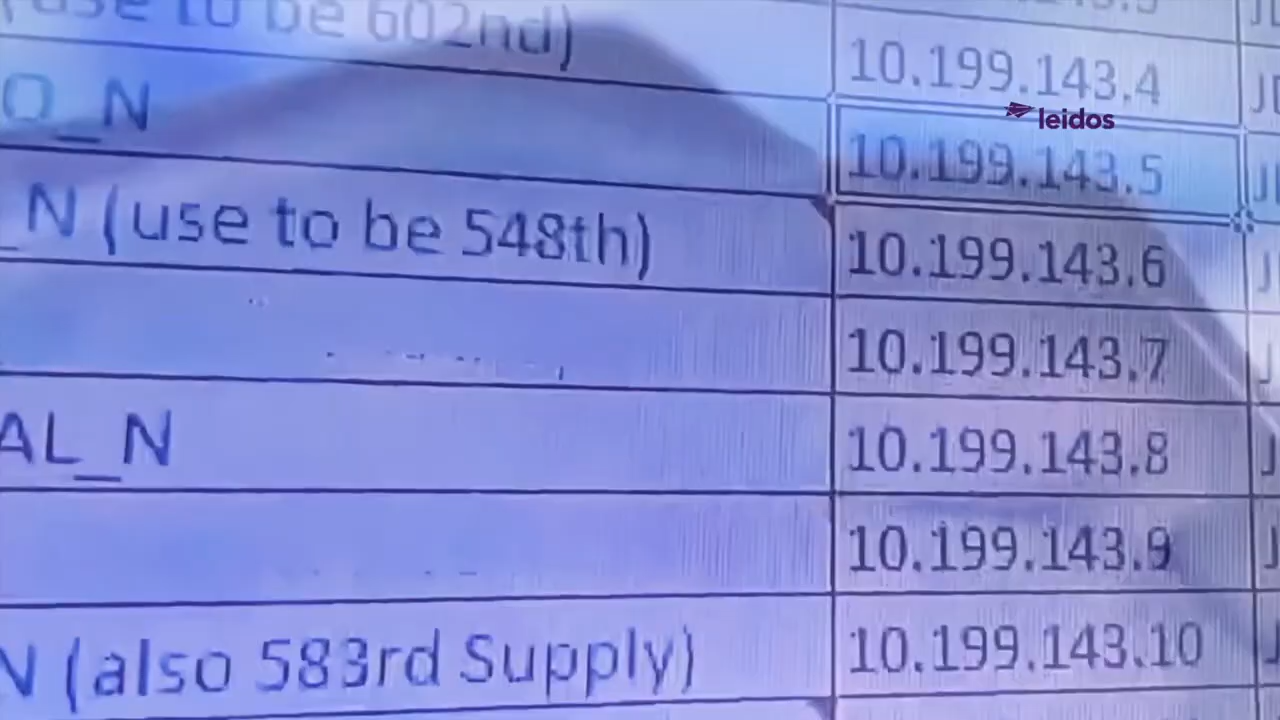 (use to be 602nd)
10.199.143.4
leidos
O_N
10.199.143.5
_N (use to be 548th)
10.199.143.6
10.199.143.7
AL_N
10.199.143.8
10.199.143.9
N (also 583rd Supply)
10.199.143.10